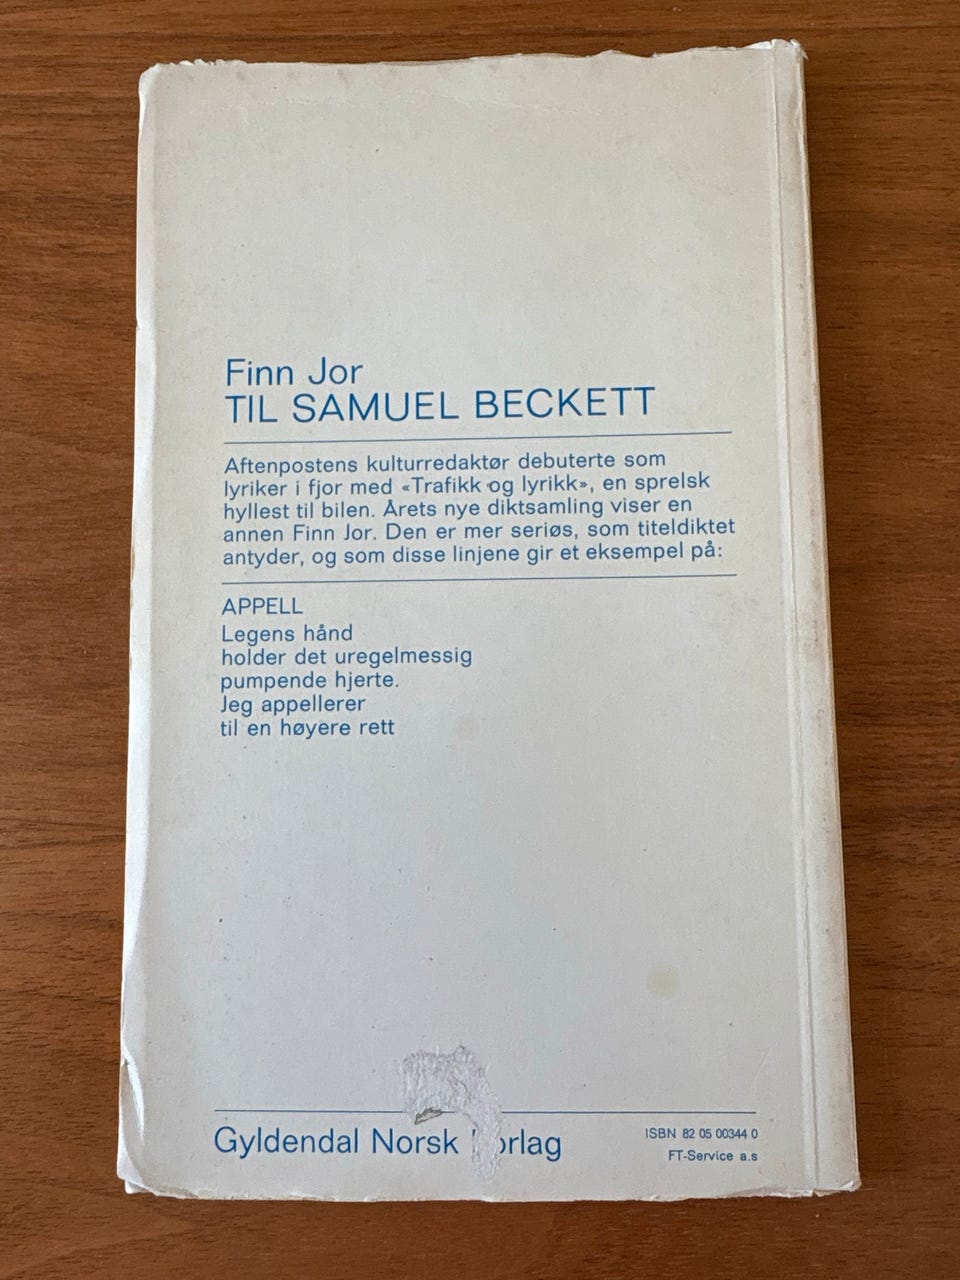 Finn Jor
TIL SAMUEL BECKETT
Aftenpostens kulturredaktør debuterte som
lyriker i fjor med «Trafikk og lyrikk», en sprelsk
hyllest til bilen. Årets nye diktsamling viser en
annen Finn Jor. Den er mer seriøs, som titeldiktet
antyder, og som disse linjene gir et eksempel på:
APPELL
Legens hånd
holder det uregelmessig
pumpende hjerte.
Jeg appellerer
til en høyere rett
Gyldendal Norsk orlag
ISBN 82 05 00344 0
FT-Service a.s